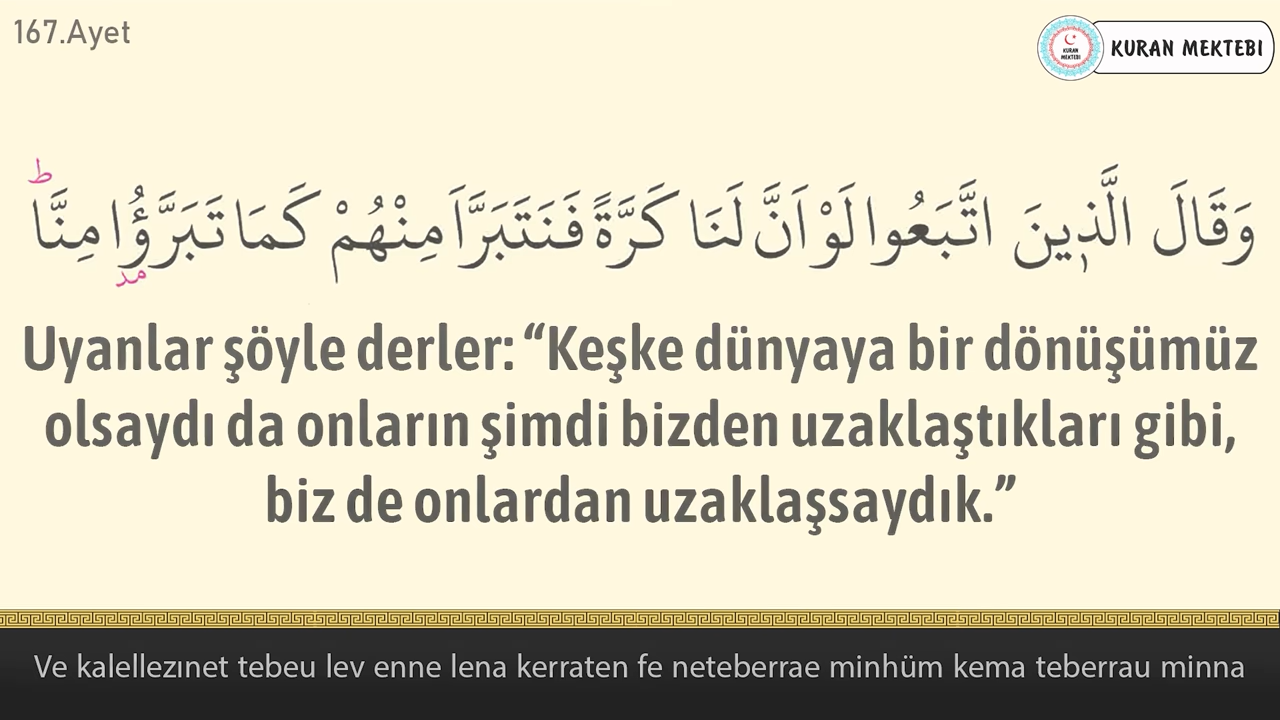 167.Ayet
KURAN MEKTEBİ
KURAN MEKTEBİ
ط
وَقَالَ الَّذ۪ينَ اتَّبَعُوا لَوْ اَنَّ لَنَا كَرَّةً فَنَتَبَرَّاَ مِنْهُمْ كَمَا تَبَرَّؤُ۫ا مِنَّا
مد
Uyanlar şöyle derler: “Keşke dünyaya bir dönüşümüz
olsaydı da onların şimdi bizden uzaklaştıkları gibi,
biz de onlardan uzaklaşsaydık.”
Ve kalellezınet tebeu lev enne lena kerraten fe neteberrae minhüm kema teberrau minna